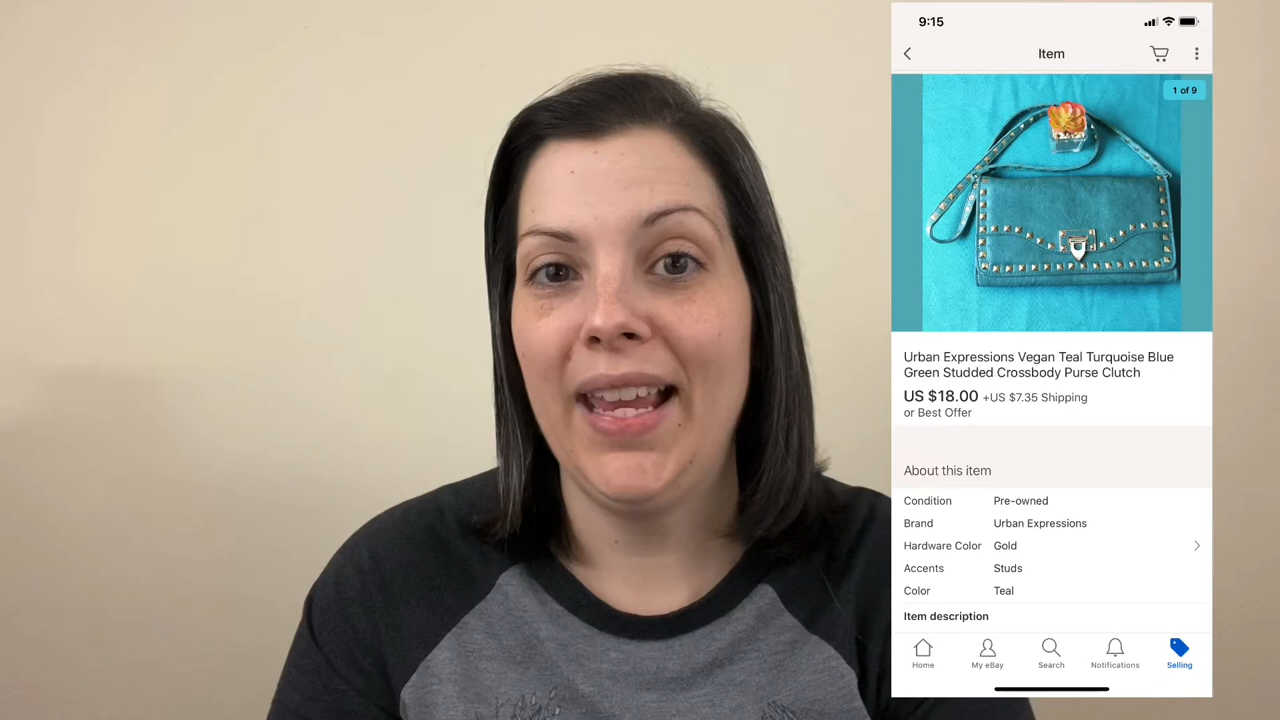 9:15
Item
1 of 9
Urban Expressions Vegan Teal Turquoise Blue
Green Studded Crossbody Purse Clutch
US $18.00 +US $7.35 Shipping
or Best Offer
About this item
Condition Pre-owned
Brand Urban Expressions
Hardware Color Gold
Accents Studs
Color Teal
Item description
Home My eBay Search Notifications Selling